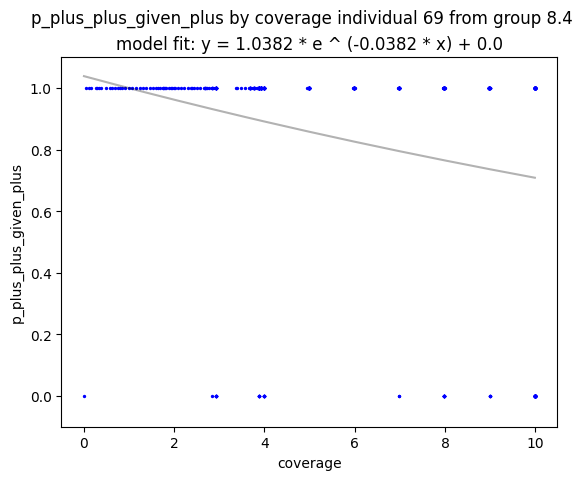 p_plus_plus_given_plus by coverage individual 69 from group 8.4
model fit: y = 1.0382 * e ^ (-0.0382 * x) + 0.0
1.0
0.8
0.6
0.4
0.2
0.0
p_plus_plus_given_plus
0 2 4 6 8 10
coverage